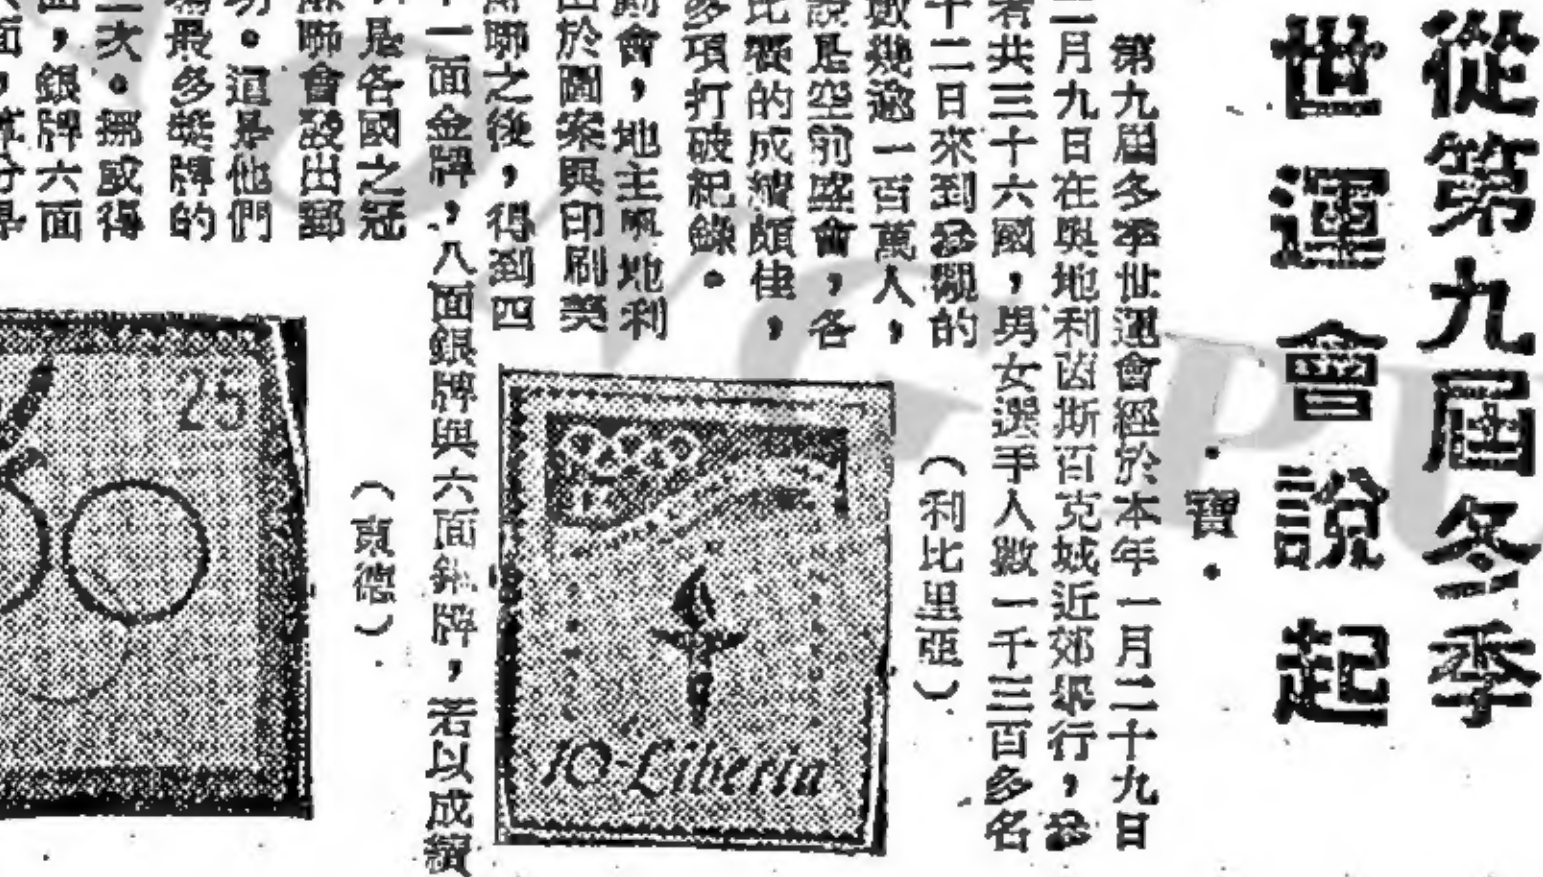 從第九屆冬季
世運會說起
·寶·
第九屆冬季世運會經於本年一月二十九日
二月九日在奧地利茵斯百克城近郊舉行，參
者共三十六國，男女選手人數一千三百多名
十二日來到參觀的
數幾逾一百萬人，
說是空前盛會，各
比賽的成績頗佳，
多項打破紀錄。
動會，地主奧地利
由於圖案與印刷美
蘇聯之後，得到四
十一面金牌，八面銀牌與六面銅牌，若以成績
是各國之冠
聯會發出郵
功。這是他們
最多獎牌的
二次。挪威得
面，銀牌六面
(利比里亞)
10c Liberia
(東德)
25